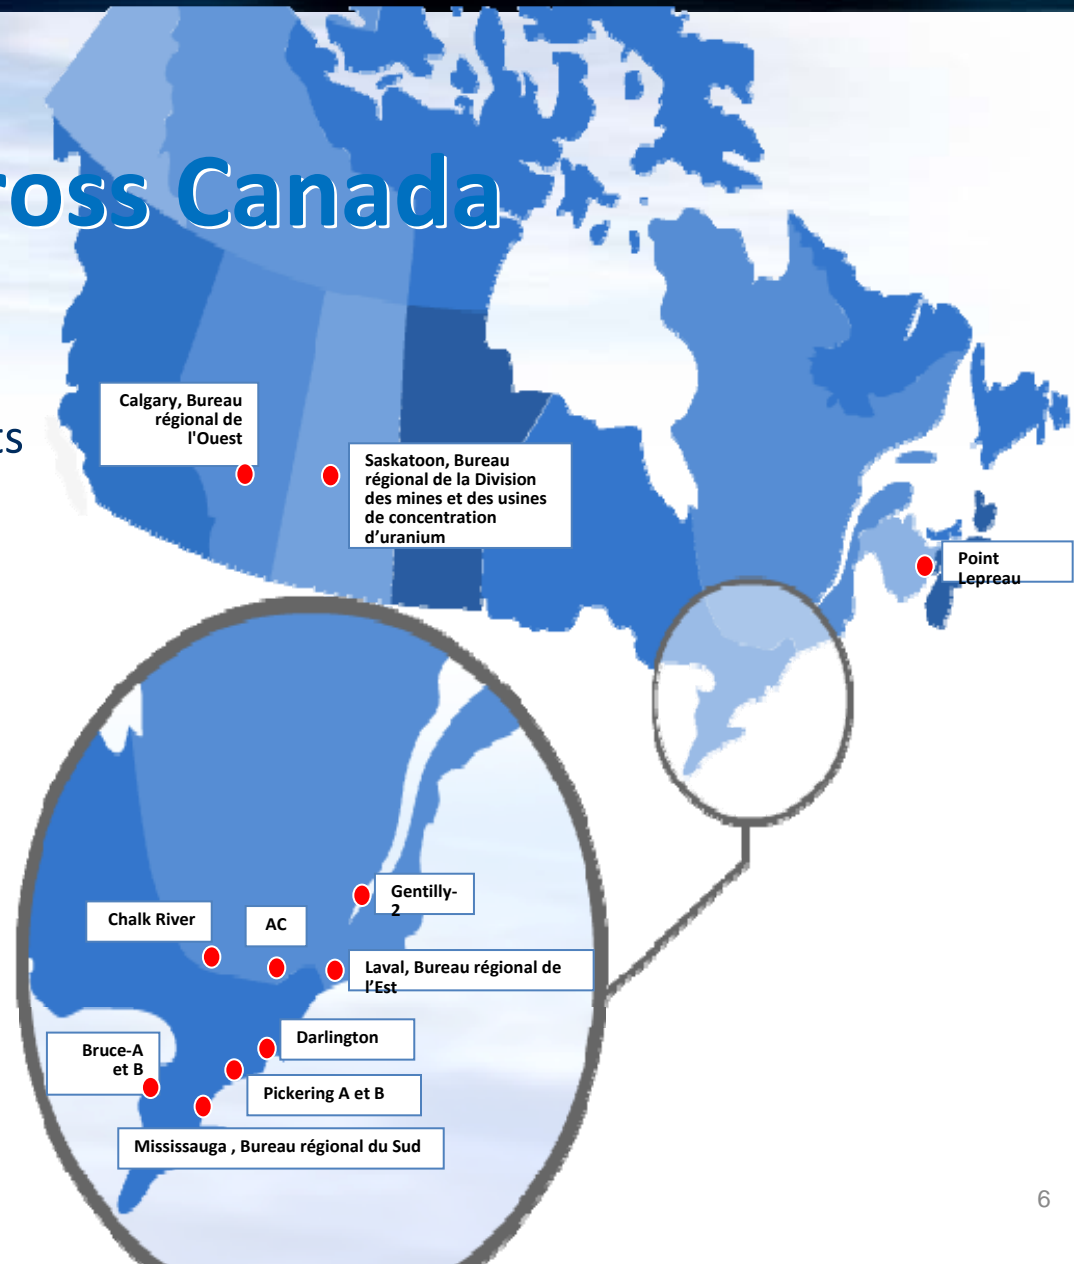 ross Canada
ts
Calgary, Bureau
régional de
l'Ouest
Saskatoon, Bureau
régional de la Division
des mines et des usines
de concentration
d'uranium
Point
Lepreau
Gentilly-
2
Chalk River
AC
Laval, Bureau régional de
l’Est
Darlington
Bruce-A
et B
Pickering A et B
Mississauga , Bureau régional du Sud
6